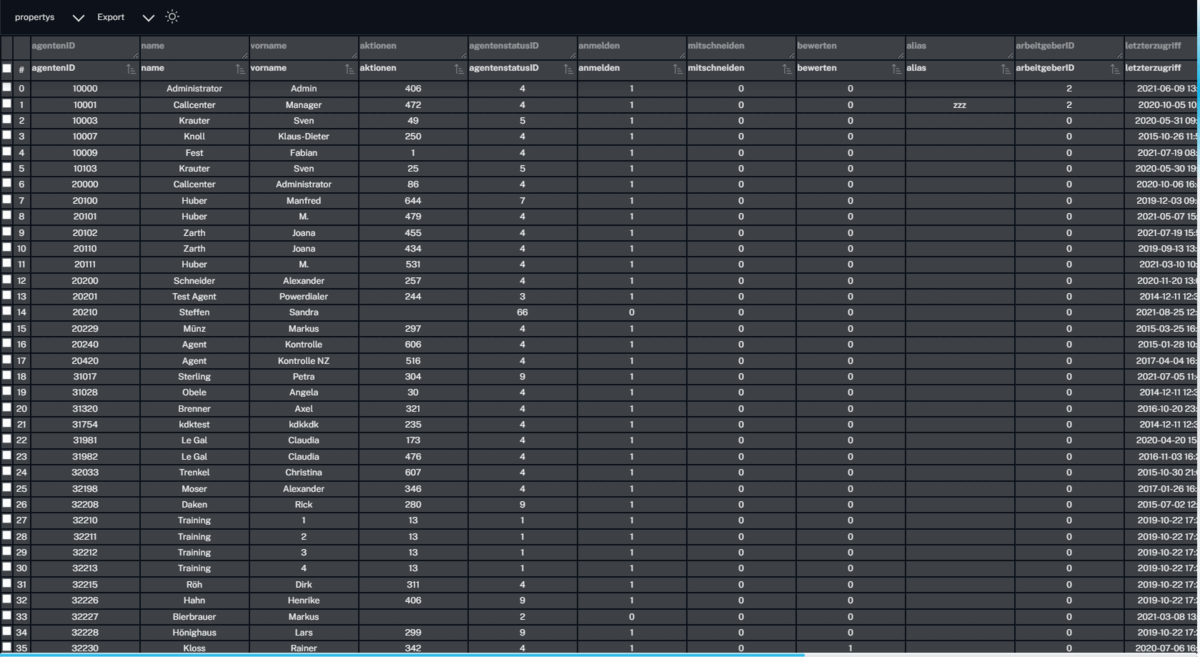 propertys Export
agentenID name vorname aktionen agentenstatusID anmelden mitschneiden bewerten alias arbeitgeberID letzterzugriff
# agentenID name vorname aktionen agentenstatusID anmelden mitschneiden bewerten alias arbeitgeberID letzterzugriff
0 10000 Administrator Admin 406 4 1 0 0 2 2021-06-09 13:
1 10001 Callcenter Manager 472 4 1 0 0 zzz 2 2020-10-05 10
2 10003 Krauter Sven 49 5 1 0 0 0 2020-05-31 09:
3 10007 Knoll Klaus-Dieter 250 4 1 0 0 0 2015-10-26 11:5
4 10009 Fest Fabian 1 4 1 0 0 0 2021-07-19 08:
5 10103 Krauter Sven 25 5 1 0 0 0 2020-05-30 19:
6 20000 Callcenter Administrator 86 4 1 0 0 0 2020-10-06 16:
7 20100 Huber Manfred 644 7 1 0 0 0 2019-12-03 09:
8 20101 Huber M. 479 4 1 0 0 0 2021-05-07 15:
9 20102 Zarth Joana 455 4 1 0 0 0 2021-07-19 15:5
10 20110 Zarth Joana 434 4 1 0 0 0 2019-09-13 13:
11 20111 Huber M. 531 4 1 0 0 0 2021-03-10 10:
12 20200 Schneider Alexander 257 4 1 0 0 0 2020-11-20 13:
13 20201 Test Agent Powerdialer 244 3 1 0 0 0 2014-12-11 12:3
14 20210 Steffen Sandra 66 0 0 0 0 2021-08-25 12:
15 20229 Münz Markus 297 4 1 0 0 0 2015-03-25 16:
16 20240 Agent Kontrolle 606 4 1 0 0 0 2015-01-28 10:
17 20420 Agent Kontrolle NZ 516 4 1 0 0 0 2017-04-04 16:
18 31017 Sterling Petra 304 9 1 0 0 0 2021-07-05 11:
19 31028 Obele Angela 30 4 1 0 0 0 2014-12-11 12:3
20 31320 Brenner Axel 321 4 1 0 0 0 2016-10-20 23:
21 31754 kdktest kdkkdk 235 4 1 0 0 0 2014-12-11 12:3
22 31981 Le Gal Claudia 173 4 1 0 0 0 2020-04-20 15
23 31982 Le Gal Claudia 476 4 1 0 0 0 2016-11-03 16:
24 32033 Trenkel Christina 607 4 1 0 0 0 2015-10-30 21:
25 32198 Moser Alexander 346 4 1 0 0 0 2017-01-26 16:
26 32208 Daken Rick 280 9 1 0 0 0 2015-07-02 12:
27 32210 Training 1 13 1 1 0 0 0 2019-10-22 17:
28 32211 Training 2 13 1 1 0 0 0 2019-10-22 17:
29 32212 Training 3 13 1 1 0 0 0 2019-10-22 17:
30 32213 Training 4 13 1 1 0 0 0 2019-10-22 17:
31 32215 Röh Dirk 311 4 1 0 0 0 2019-10-22 17:
32 32226 Hahn Henrike 406 9 1 0 0 0 2019-10-22 17:
33 32227 Bierbrauer Markus 2 0 0 0 0 2021-03-08 13:
34 32228 Hönighaus Lars 299 9 1 0 0 0 2019-10-22 17:
35 32230 Kloss Rainer 342 4 1 0 1 0 2020-07-06 16: